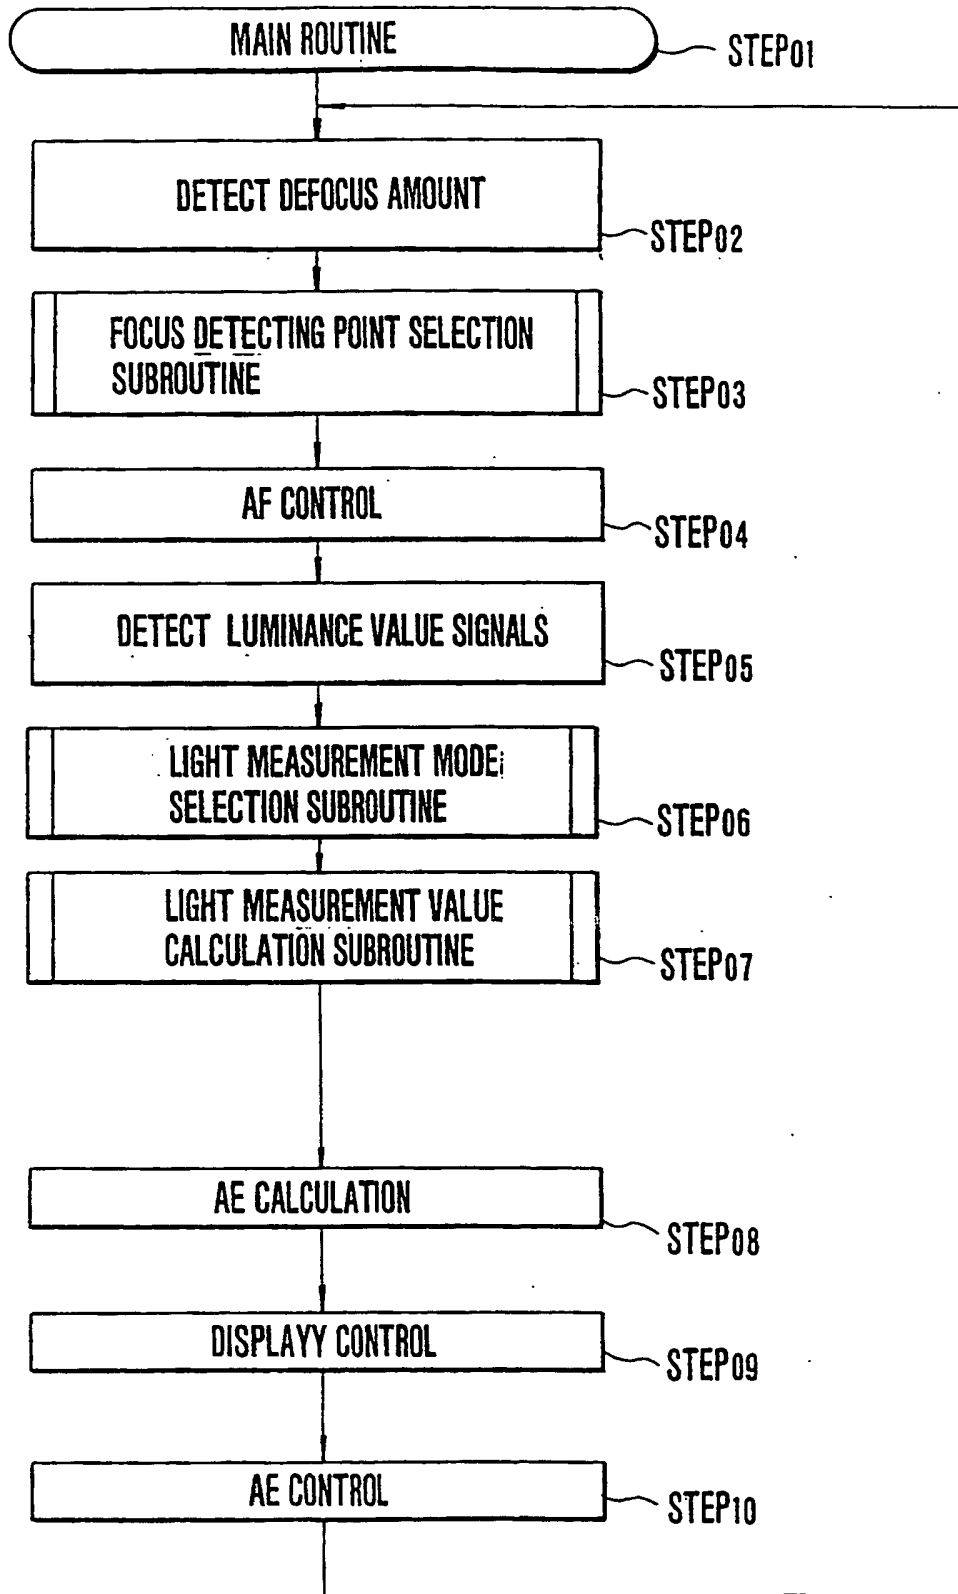 MAIN ROUTINE
STEP01
DETECT DEFOCUS AMOUNT
STEP02
FOCUS DETECTING POINT SELECTION
SUBROUTINE
STEP03
AF CONTROL
STEP04
DETECT LUMINANCE VALUE SIGNALS
STEP05
LIGHT MEASUREMENT MODE
SELECTION SUBROUTINE
STEP06
LIGHT MEASUREMENT VALUE
CALCULATION SUBROUTINE
STEP07
AE CALCULATION
STEP08
DISPLAYY CONTROL
STEP09
AE CONTROL
STEP10